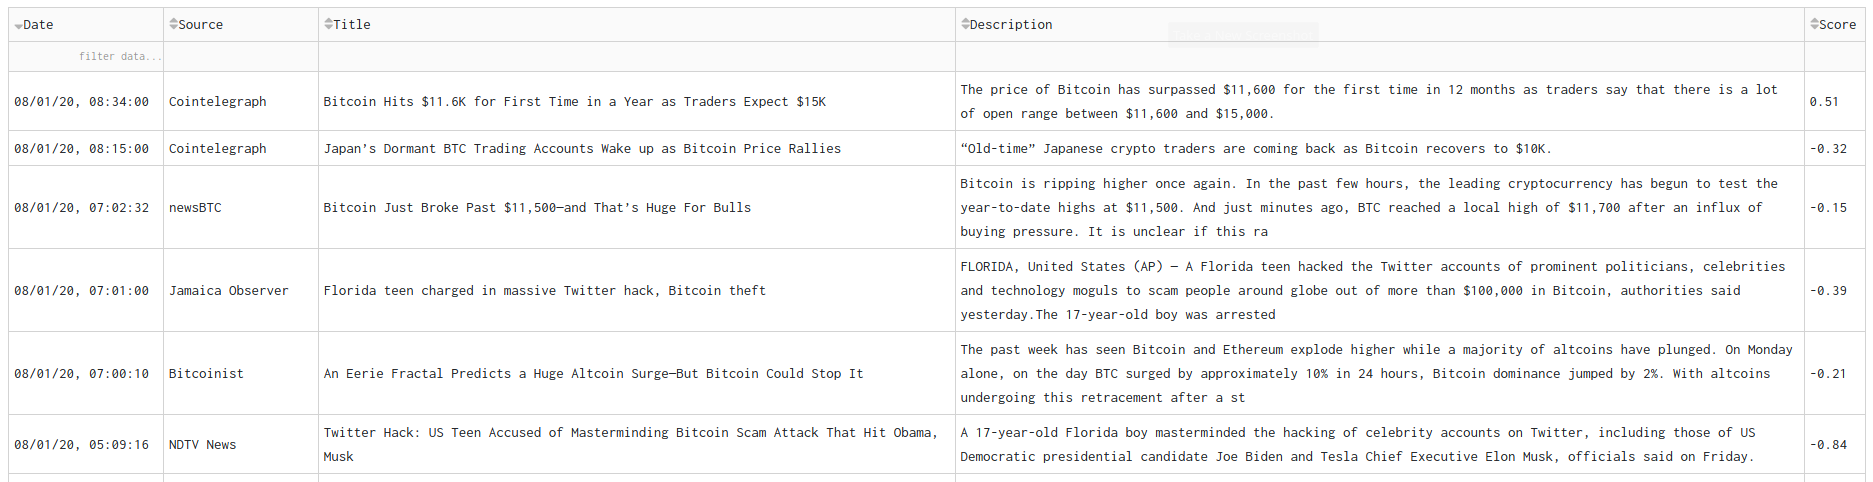 Date Source Title Description Score
filter data...
08/01/20, 08:34:00 Cointelegraph Bitcoin Hits $11.6K for First Time in a Year as Traders Expect $15K The price of Bitcoin has surpassed $11,600 for the first time in 12 months as traders say that there is a lot
of open range between $11,600 and $15,000. 0.51
08/01/20, 08:15:00 Cointelegraph Japan’s Dormant BTC Trading Accounts Wake up as Bitcoin Price Rallies “Old-time” Japanese crypto traders are coming back as Bitcoin recovers to $10K. -0.32
08/01/20, 07:02:32 newsBTC Bitcoin Just Broke Past $11,500—and That’s Huge For Bulls Bitcoin is ripping higher once again. In the past few hours, the leading cryptocurrency has begun to test the
year-to-date highs at $11,500. And just minutes ago, BTC reached a local high of $11,700 after an influx of
buying pressure. It is unclear if this ra -0.15
08/01/20, 07:01:00 Jamaica Observer Florida teen charged in massive Twitter hack, Bitcoin theft FLORIDA, United States (AP) — A Florida teen hacked the Twitter accounts of prominent politicians, celebrities
and technology moguls to scam people around globe out of more than $100,000 in Bitcoin, authorities said
yesterday.The 17-year-old boy was arrested -0.39
08/01/20, 07:00:10 Bitcoinist An Eerie Fractal Predicts a Huge Altcoin Surge—But Bitcoin Could Stop It The past week has seen Bitcoin and Ethereum explode higher while a majority of altcoins have plunged. On Monday
alone, on the day BTC surged by approximately 10% in 24 hours, Bitcoin dominance jumped by 2%. With altcoins
undergoing this retracement after a st -0.21
08/01/20, 05:09:16 NDTV News Twitter Hack: US Teen Accused of Masterminding Bitcoin Scam Attack That Hit Obama,
Musk A 17-year-old Florida boy masterminded the hacking of celebrity accounts on Twitter, including those of US
Democratic presidential candidate Joe Biden and Tesla Chief Executive Elon Musk, officials said on Friday. -0.84